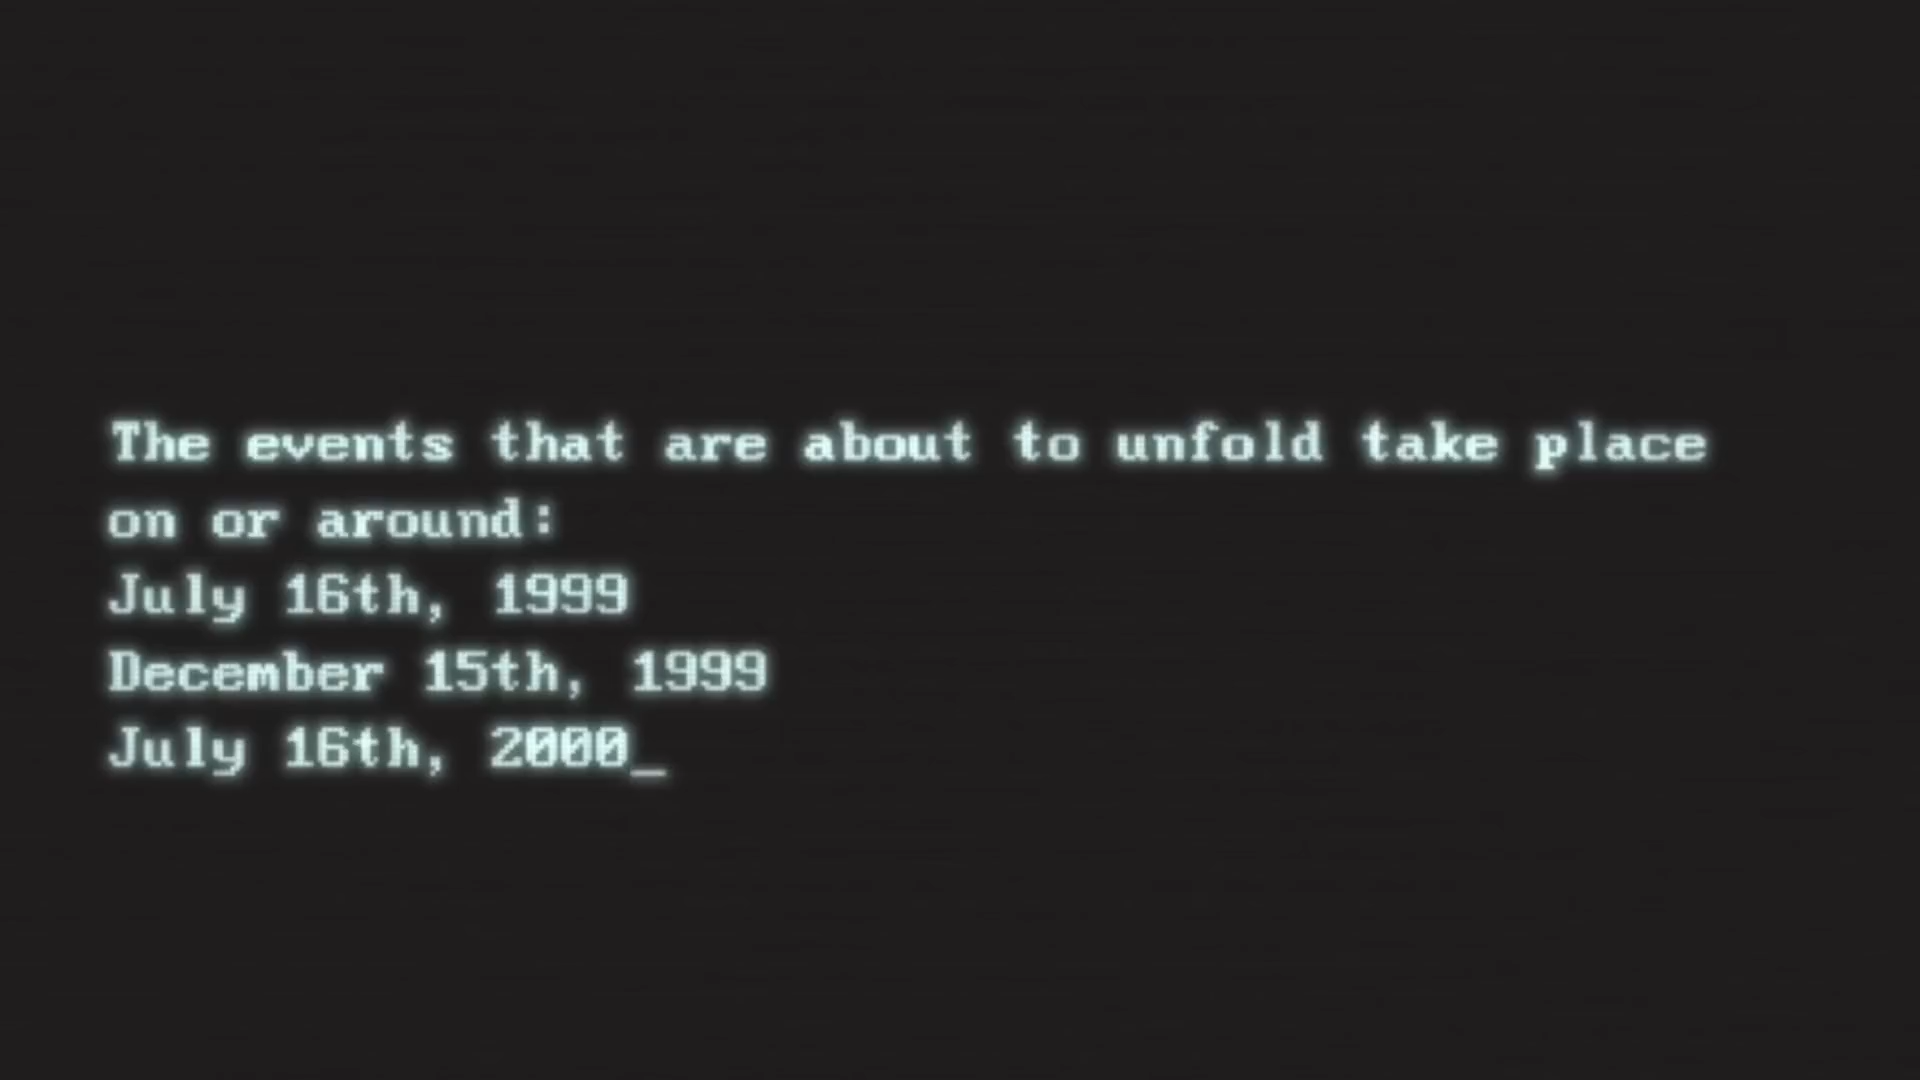 The events that are about to unfold take place
on or around:
July 16th, 1999
December 15th, 1999
July 16th, 2000_